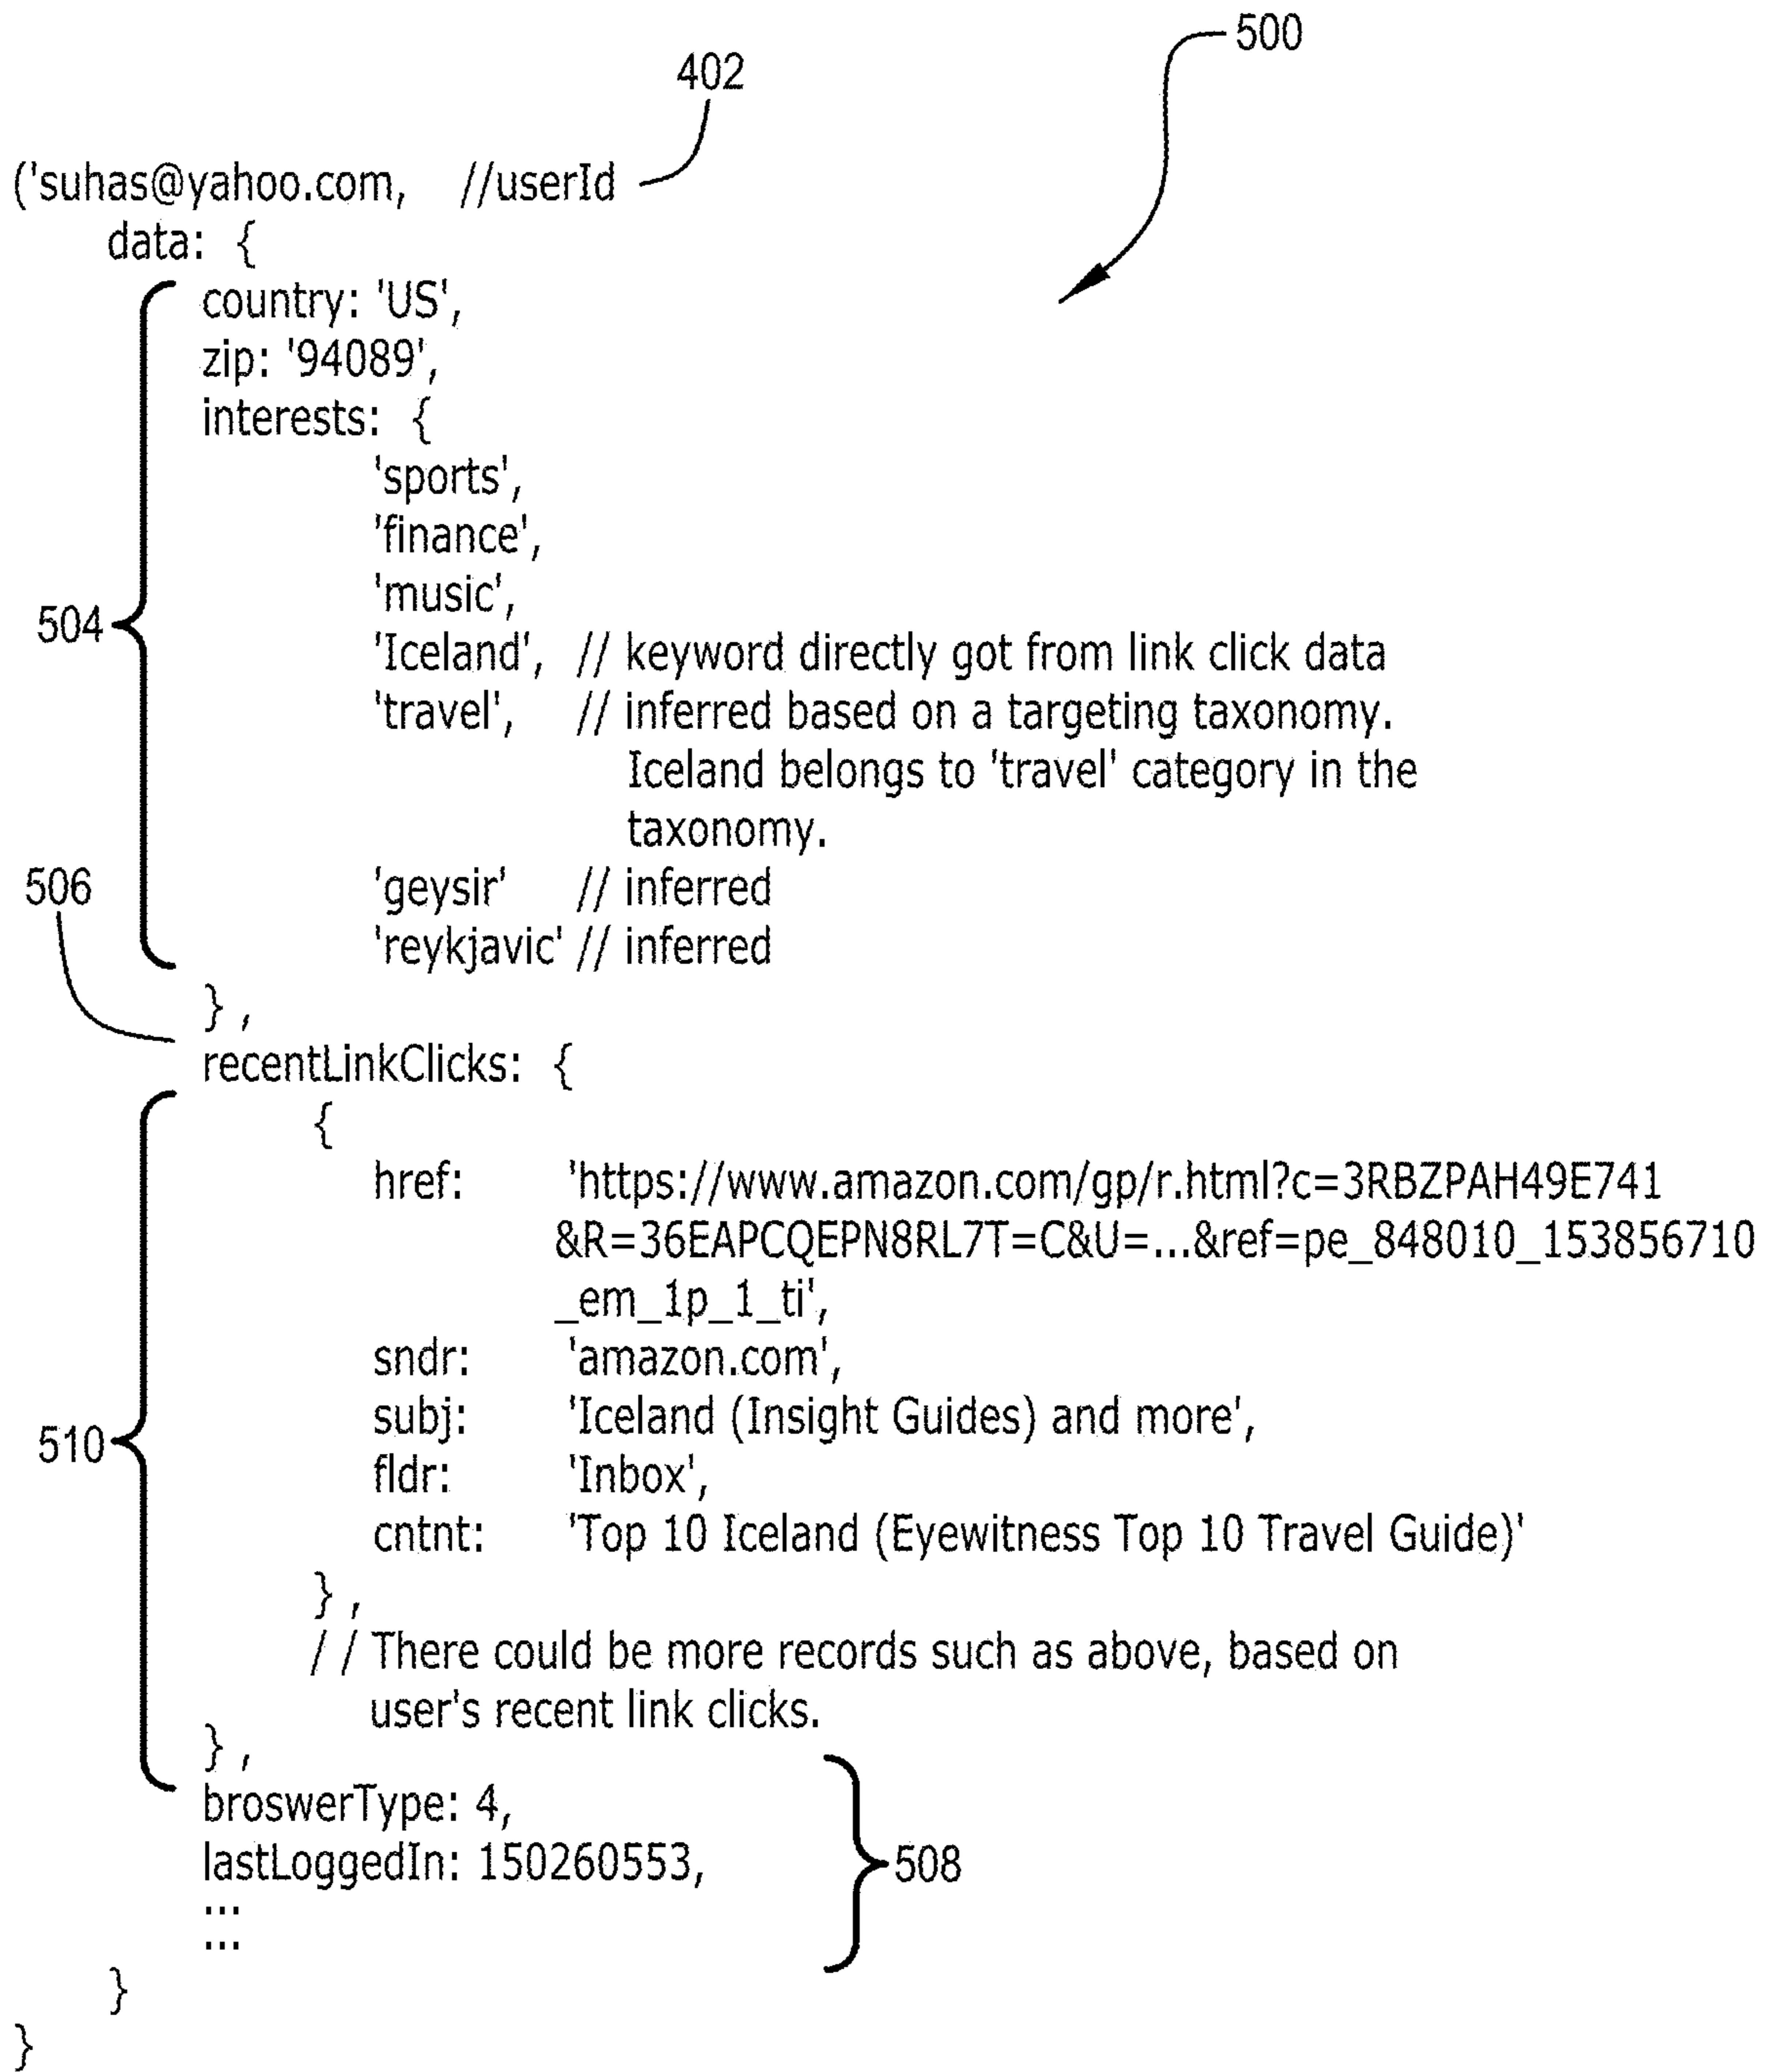 500
402
('suhas@yahoo.com, //userId
data: {
country: 'US',
zip: '94089',
interests: {
'sports',
'finance',
'music',
504
'Iceland', // keyword directly got from link click data
'travel', // inferred based on a targeting taxonomy.
Iceland belongs to 'travel' category in the
taxonomy.
506
'geysir' // inferred
'reykjavic' // inferred
},
recentLinkClicks: {
{
href: 'https://www.amazon.com/gp/r.html?c=3RBZPAH49E741
&R=36EAPCQEPN8RL7T=C&U=...&ref=pe_848010_153856710
_em_1p_1_ti',
sndr: 'amazon.com',
subj: 'Iceland (Insight Guides) and more',
510
fldr: 'Inbox',
cntnt: 'Top 10 Iceland (Eyewitness Top 10 Travel Guide)'
},
// There could be more records such as above, based on
user's recent link clicks.
},
broswerType: 4,
lastLoggedIn: 150260553,
508
...
...
}
}